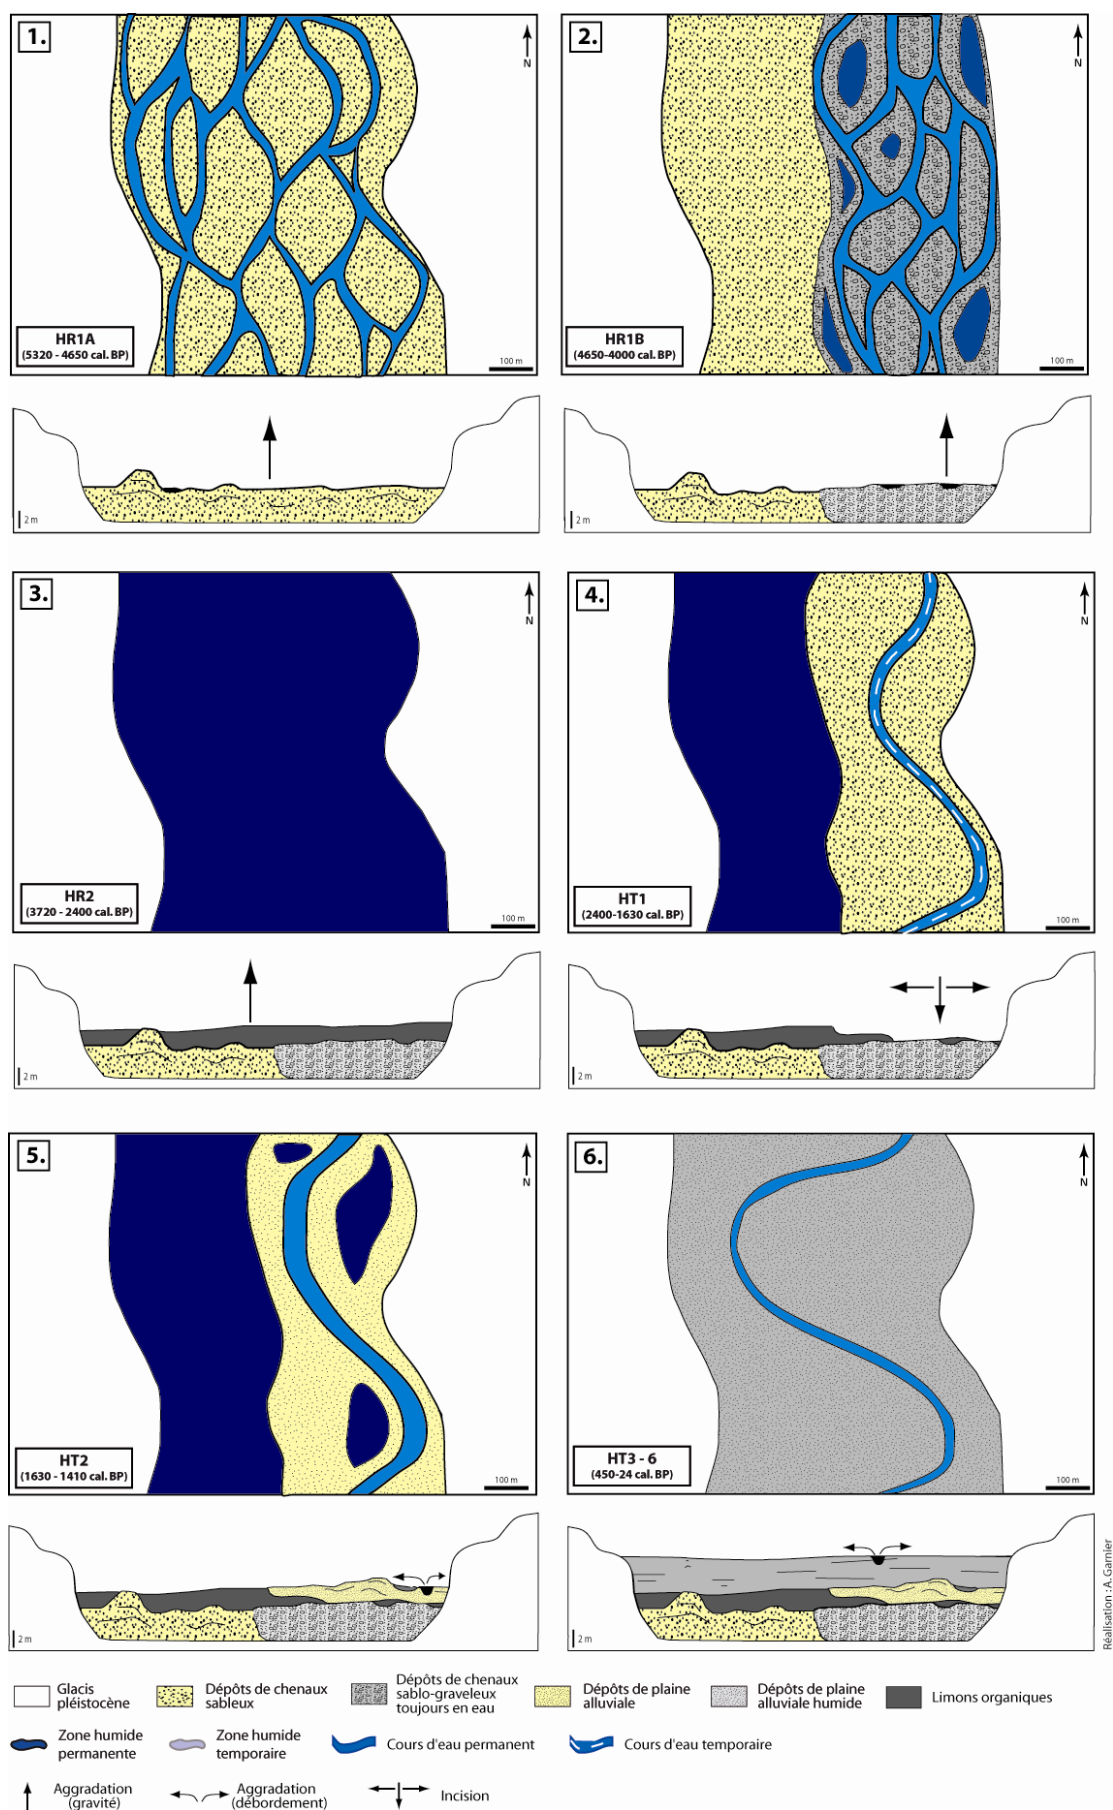 1.
N
HR1A
(5320 - 4650 cal. BP)
100 m
2 m
2.
N
HR1B
(4650-4000 cal. BP)
100 m
2 m
3.
N
HR2
(3720 - 2400 cal. BP)
100 m
2 m
4.
N
HT1
(2400-1630 cal. BP)
100 m
2 m
5.
N
HT2
(1630 - 1410 cal. BP)
100 m
2 m
6.
N
HT3 - 6
(450-24 cal. BP)
100 m
2 m
Réalisation : A. Garnier
Glacis
pléistocène
Dépôts de chenaux
sableux
Dépôts de chenaux
sablo-graveleux
toujours en eau
Dépôts de plaine
alluviale
Dépôts de plaine
alluviale humide
Limons organiques
Zone humide
permanente
Zone humide
temporaire
Cours d'eau permanent
Cours d'eau temporaire
Aggradation
(gravité)
Aggradation
(débordement)
Incision